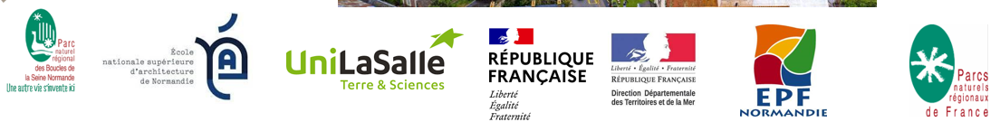 Parc
naturel
régional
des Boucles de
la Seine Normande
Une autre vie s'invente ici
École
nationale supérieure
d'architecture
de Normandie
é
A
UniLaSalle
Terre & Sciences
RÉPUBLIQUE
FRANÇAISE
Liberté
Égalité
Fraternité
Liberté • Égalité • Fraternité
RÉPUBLIQUE FRANÇAISE
Direction Départementale
des Territoires et de la Mer
EPF
NORMANDIE
Parcs
naturels
régionaux
de France